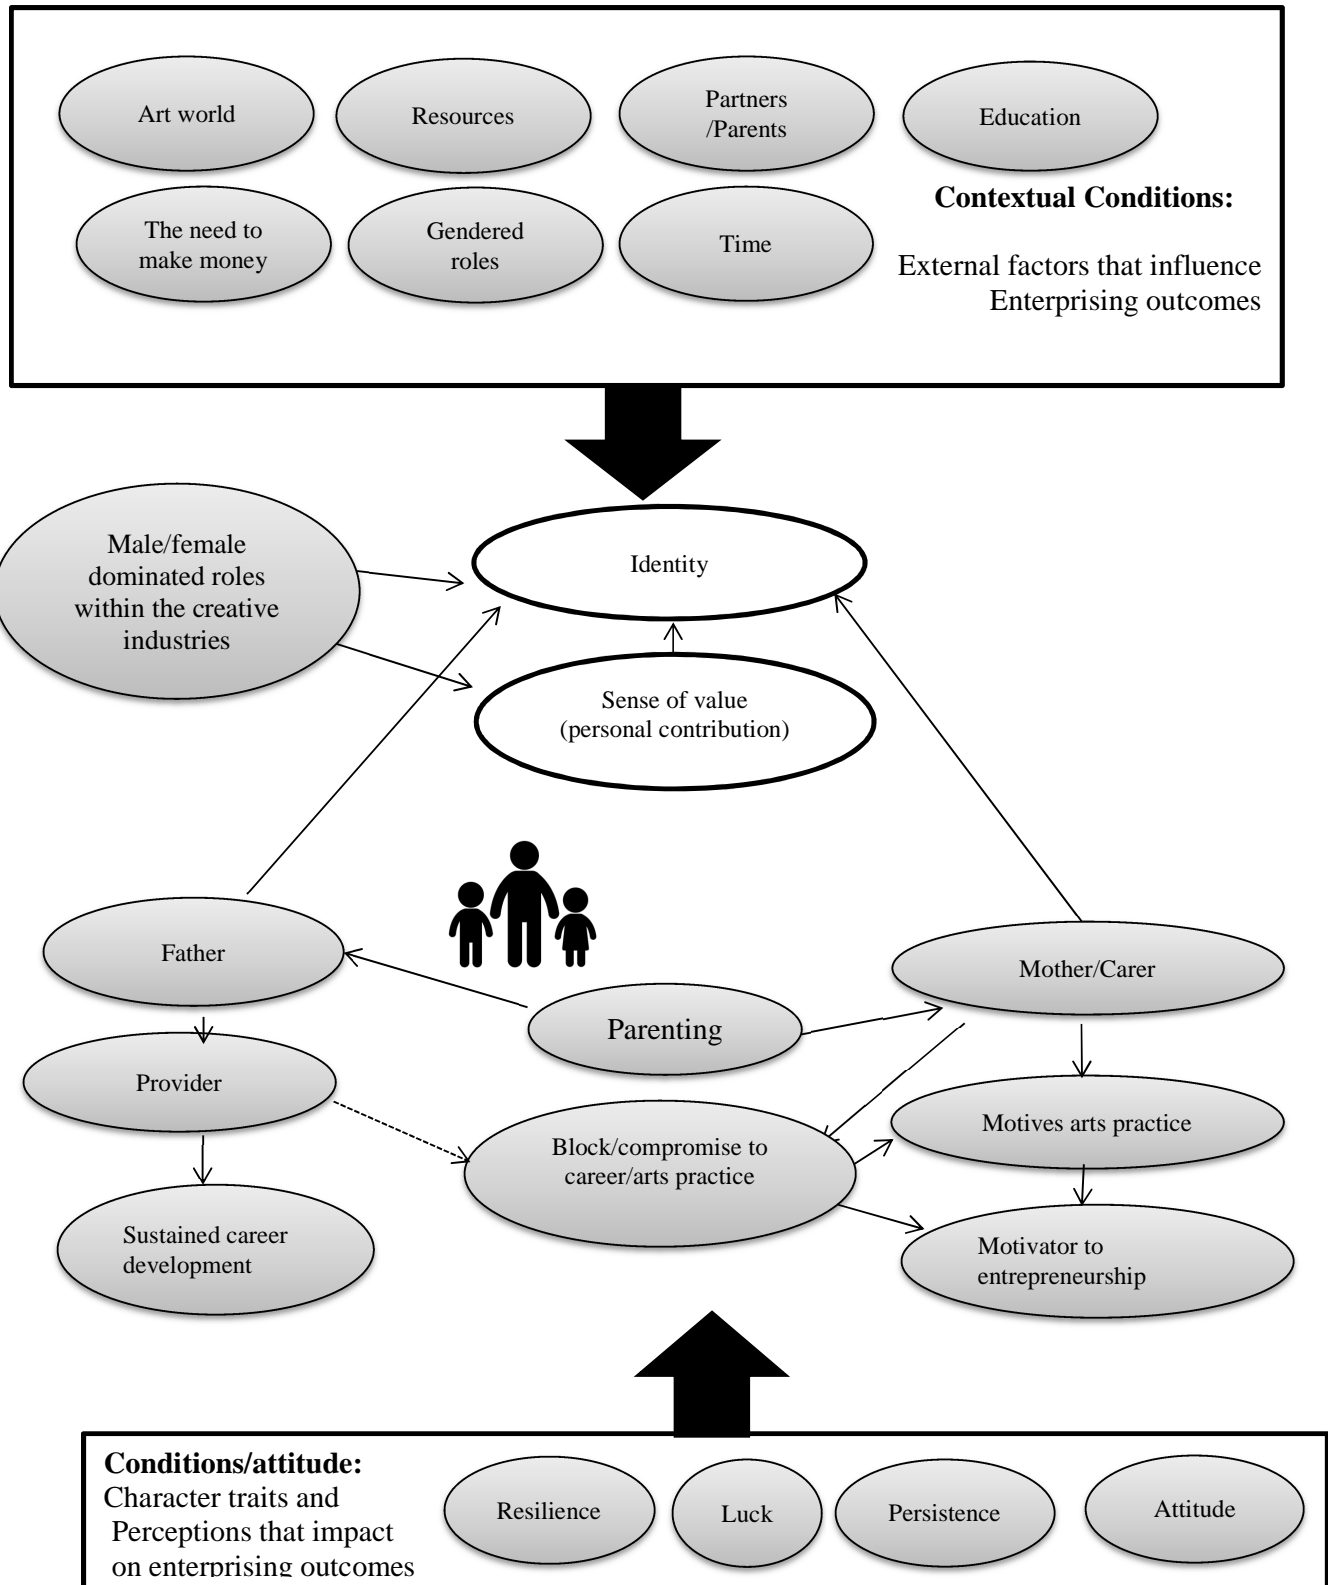 Art world
Resources
Partners
/Parents
Education
The need to
make money
Gendered
roles
Time
Contextual Conditions:
External factors that influence
Enterprising outcomes
Male/female
dominated roles
within the creative
industries
Identity
Sense of value
(personal contribution)
Father
Mother/Carer
Parenting
Provider
Block/compromise to
career/arts practice
Motives arts practice
Sustained career
development
Motivator to
entrepreneurship
Conditions/attitude:
Character traits and
Perceptions that impact
on enterprising outcomes
Resilience
Luck
Persistence
Attitude